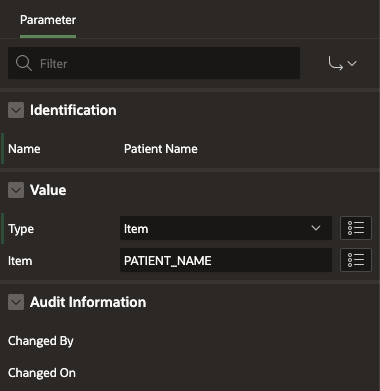 Parameter
Filter
Identification
Name Patient Name
Value
Type Item
Item PATIENT_NAME
Audit Information
Changed By
Changed On